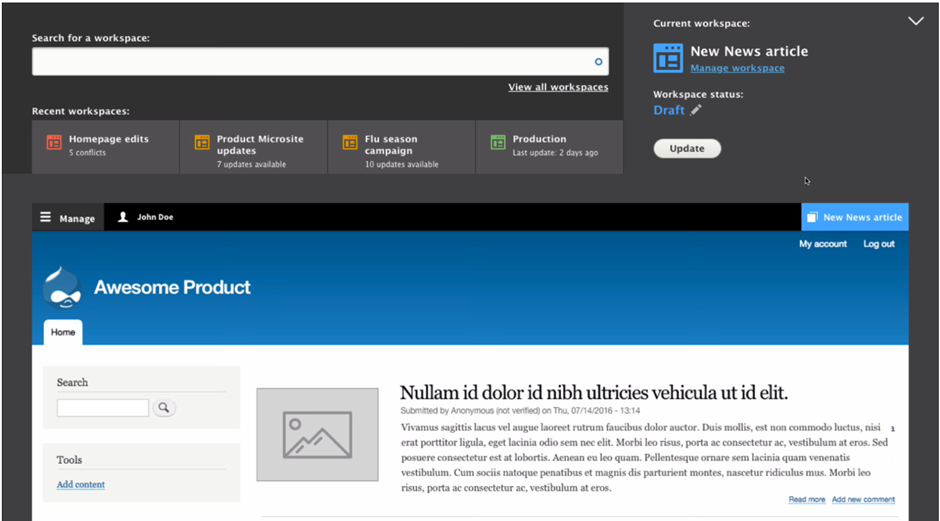 Search for a workspace:
View all workspaces
Recent workspaces:
Homepage edits
5 conflicts
Product Microsite
updates
7 updates available
Flu season
campaign
10 updates available
Production
Last update: 2 days ago
Current workspace:
New News article
Manage workspace
Workspace status:
Draft
Update
Manage
John Doe
New News article
My account Log out
Awesome Product
Home
Search
Tools
Add content
Nullam id dolor id nibh ultricies vehicula ut id elit.
Submitted by Anonymous (not verified) on Thu, 07/14/2016 - 13:14
Vivamus sagittis lacus vel augue laoreet rutrum faucibus dolor auctor. Duis mollis, est non commodo luctus, nisi
erat porttitor ligula, eget lacinia odio sem nec elit. Morbi leo risus, porta ac consectetur ac, vestibulum at eros. Sed
posuere consectetur est at lobortis. Aenean eu leo quam. Pellentesque ornare sem lacinia quam venenatis
vestibulum. Cum sociis natoque penatibus et magnis dis parturient montes, nascetur ridiculus mus. Morbi leo
risus, porta ac consectetur ac, vestibulum at eros.
Read more Add new comment